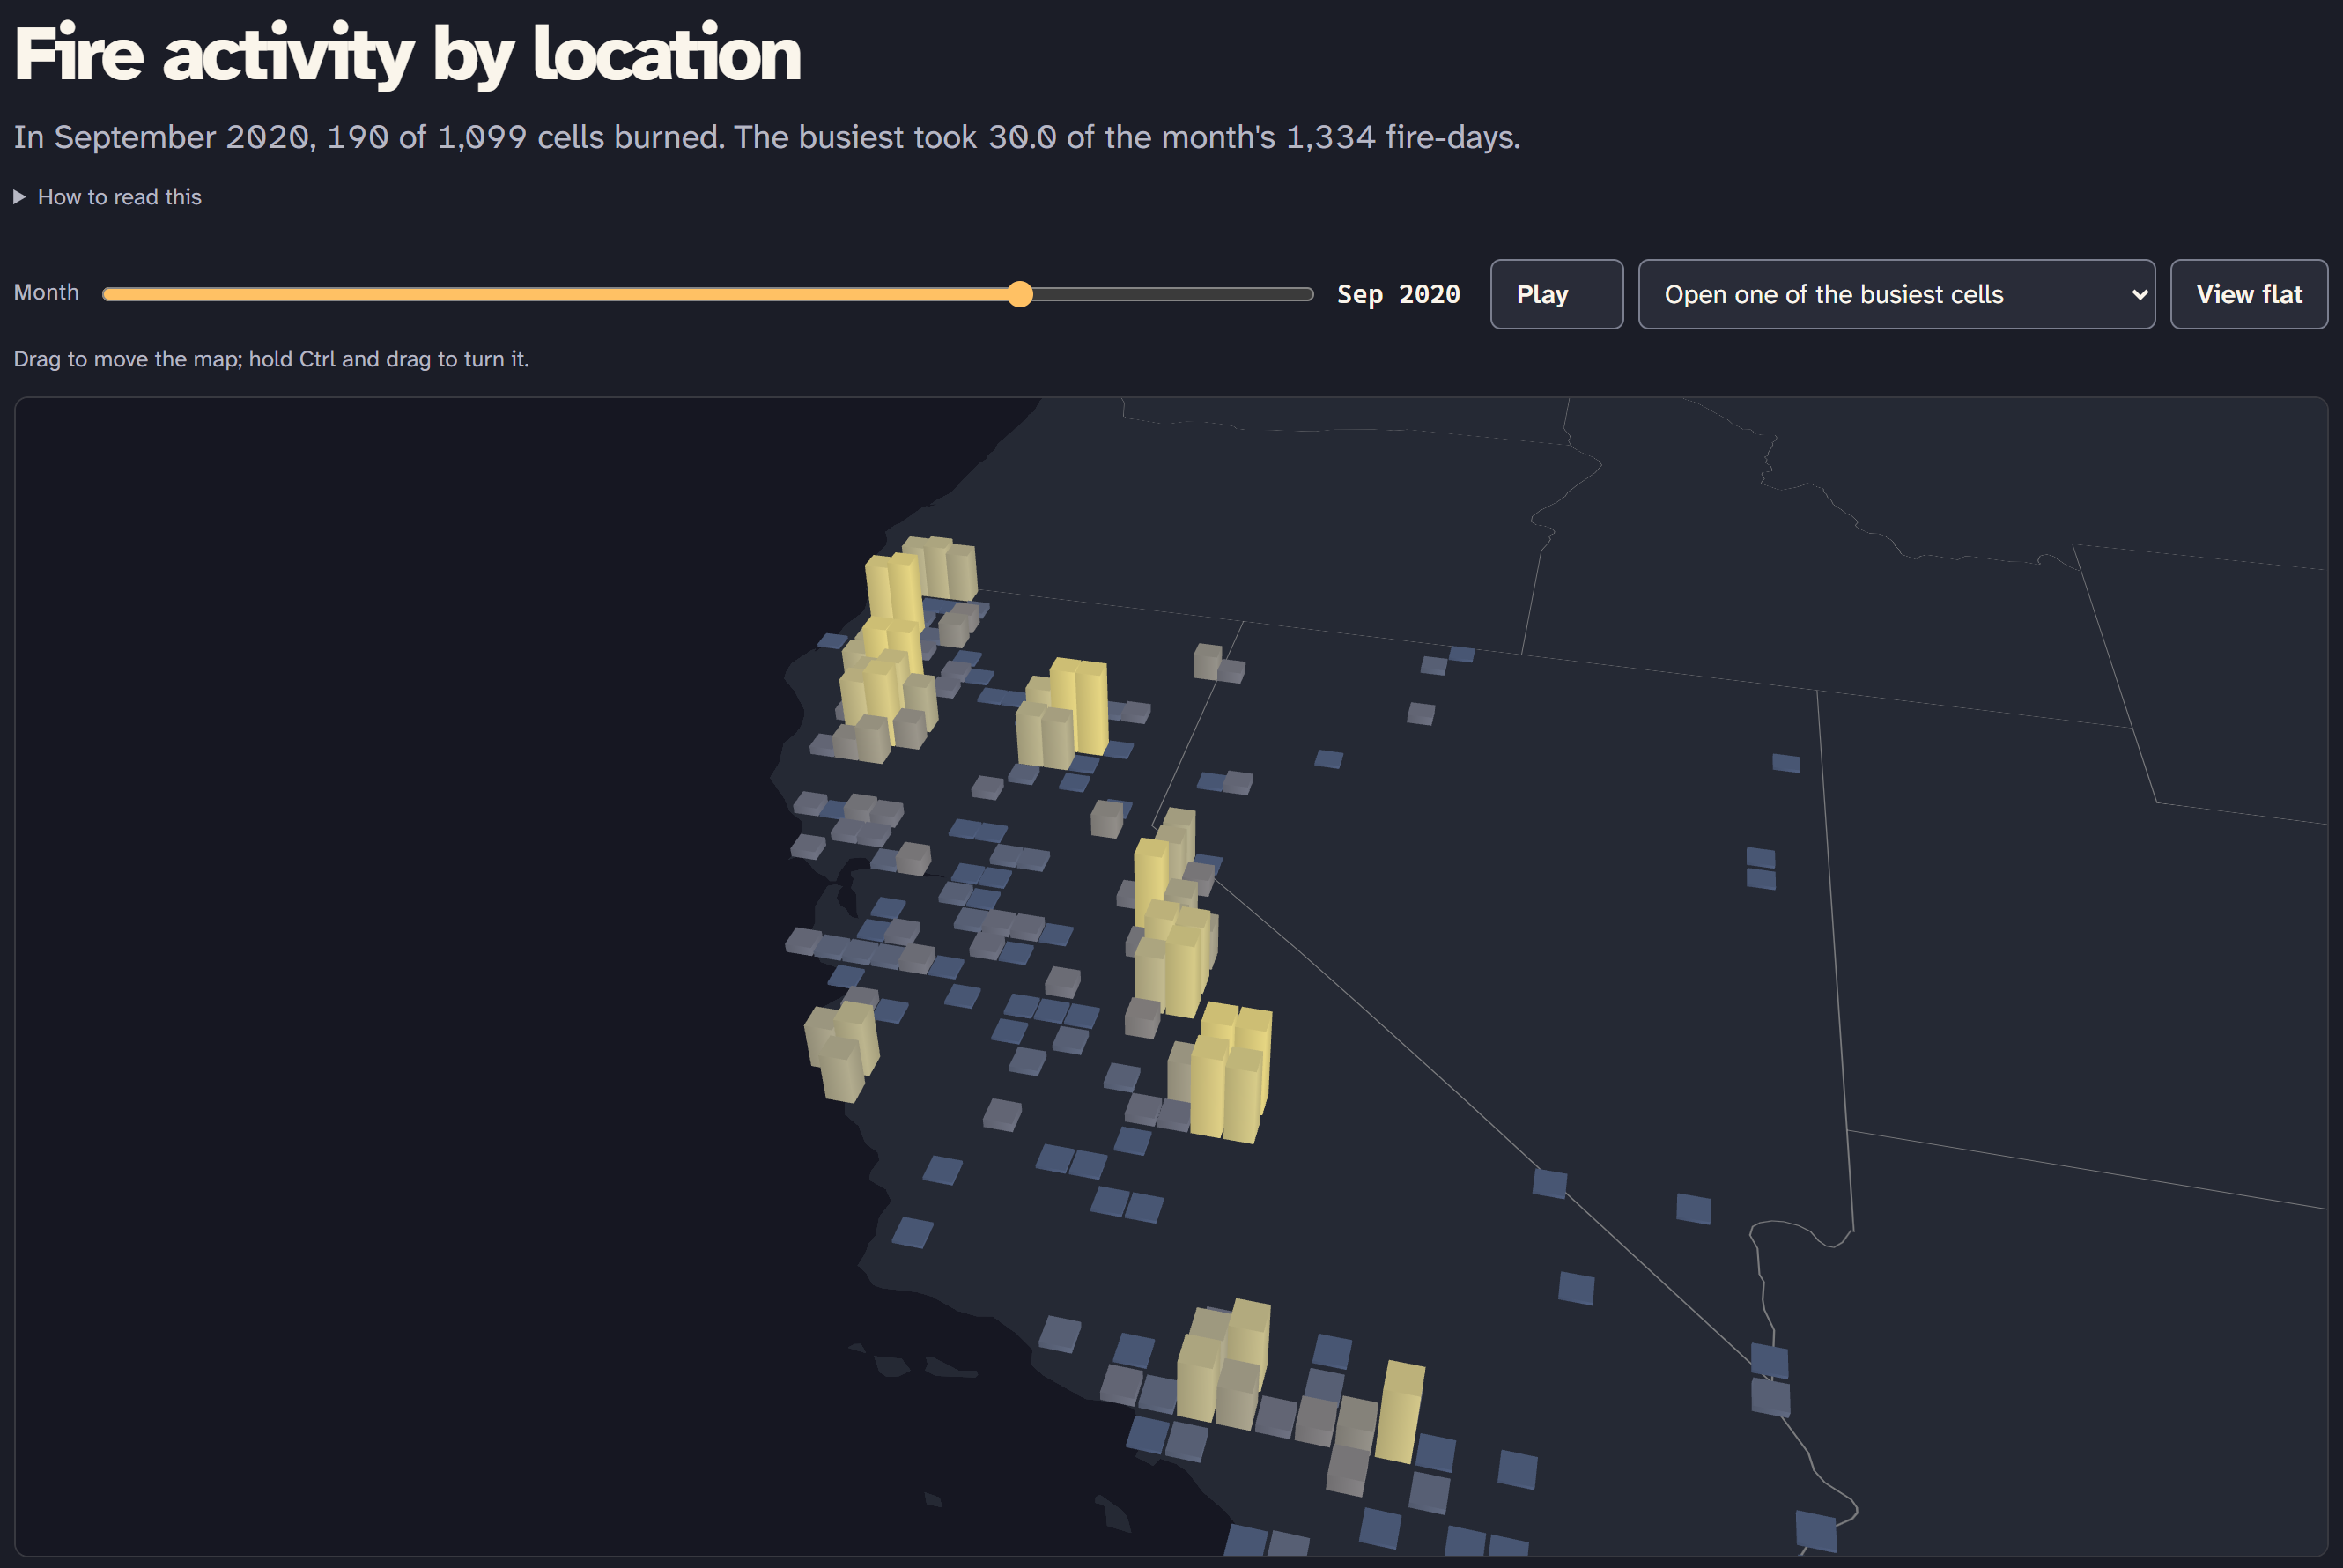 Fire activity by location
In September 2020, 190 of 1,099 cells burned. The busiest took 30.0 of the month's 1,334 fire-days.
How to read this
Month
Sep 2020
Play
Open one of the busiest cells
View flat
Drag to move the map; hold Ctrl and drag to turn it.